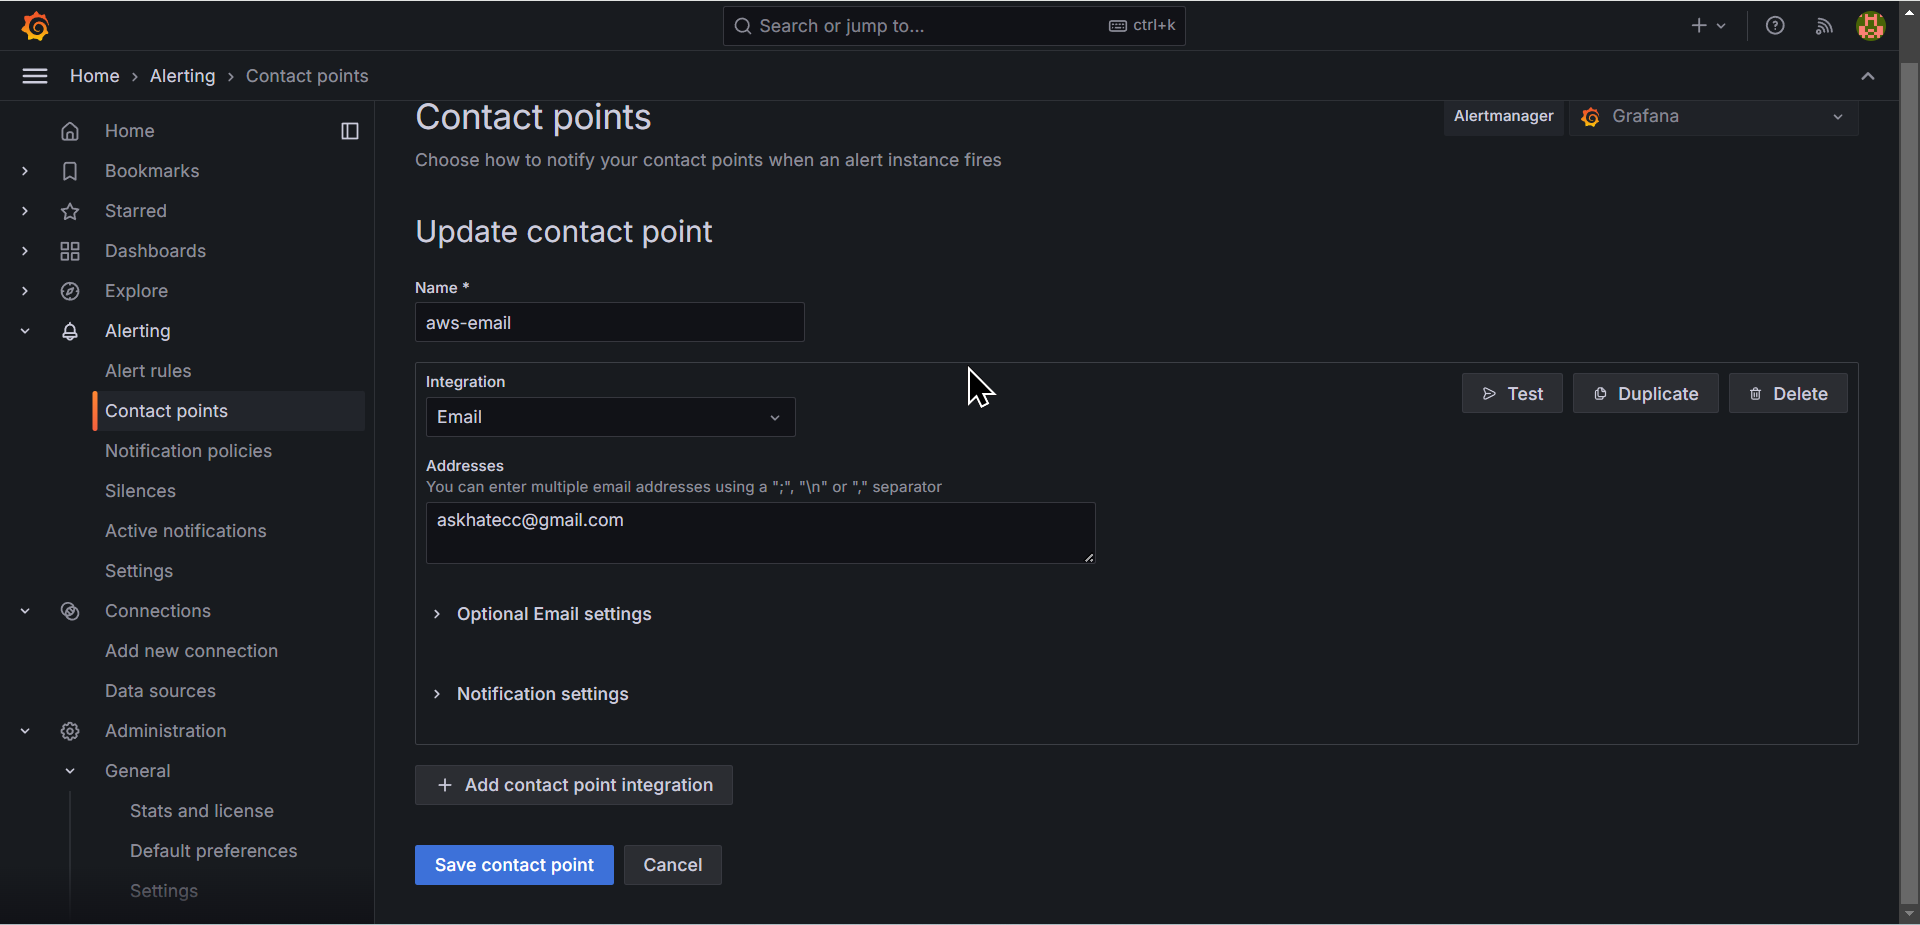 Search or jump to...
ctrl+k
Home
Alerting
Contact points
Home
Bookmarks
Starred
Dashboards
Explore
Alerting
Alert rules
Contact points
Notification policies
Silences
Active notifications
Settings
Connections
Add new connection
Data sources
Administration
General
Stats and license
Default preferences
Settings
Contact points
Alertmanager
Grafana
Choose how to notify your contact points when an alert instance fires
Update contact point
Name *
aws-email
Integration
Email
Test
Duplicate
Delete
Addresses
You can enter multiple email addresses using a ";", "\n" or "," separator
askhatecc@gmail.com
Optional Email settings
Notification settings
Add contact point integration
Save contact point
Cancel